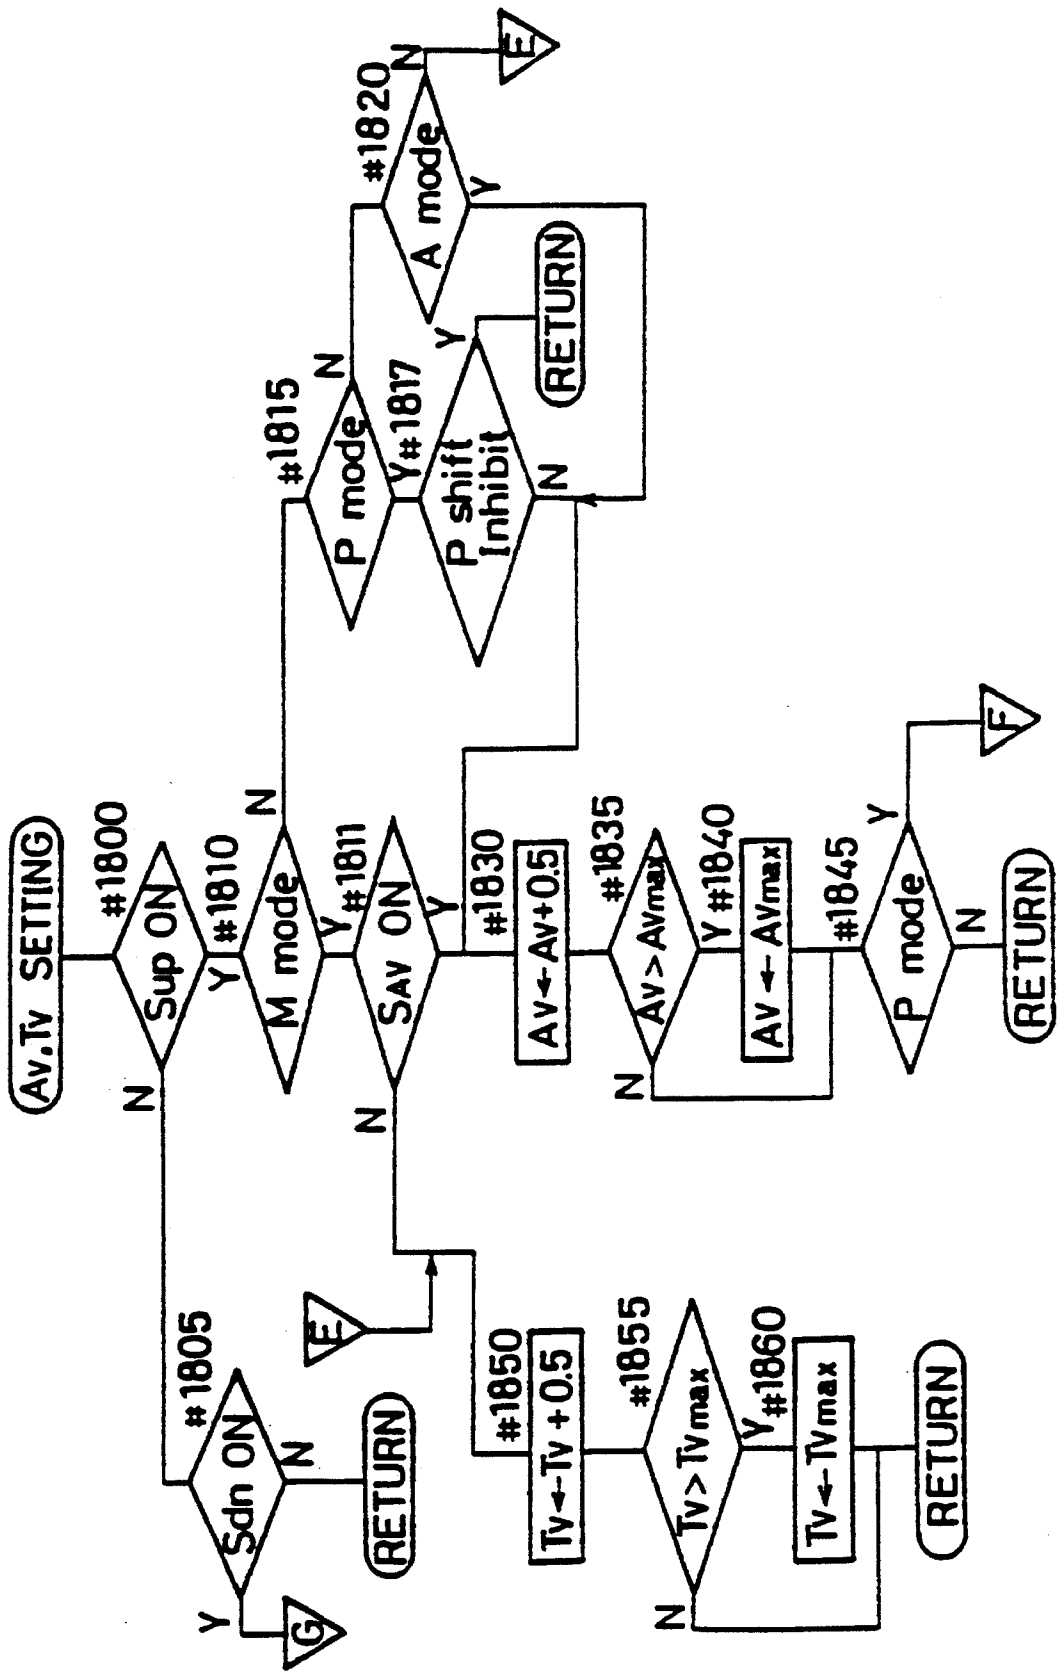 Av.Tv SETTING
#1800
Sup ON
N
Y
#1805
Sdn ON
Y
N
G
RETURN
#1810
M mode
N
Y
#1811
SAV ON
N
Y
#1815
P mode
N
Y
#1817
P shift
Inhibit
Y
N
RETURN
#1820
A mode
N
Y
E
E
#1830
Av←Av+0.5
#1835
Av>AVmax
N
Y
#1840
Av←AVmax
#1845
P mode
Y
N
F
RETURN
#1850
Tv←Tv+0.5
#1855
Tv>Tvmax
N
Y
#1860
Tv←TVmax
RETURN